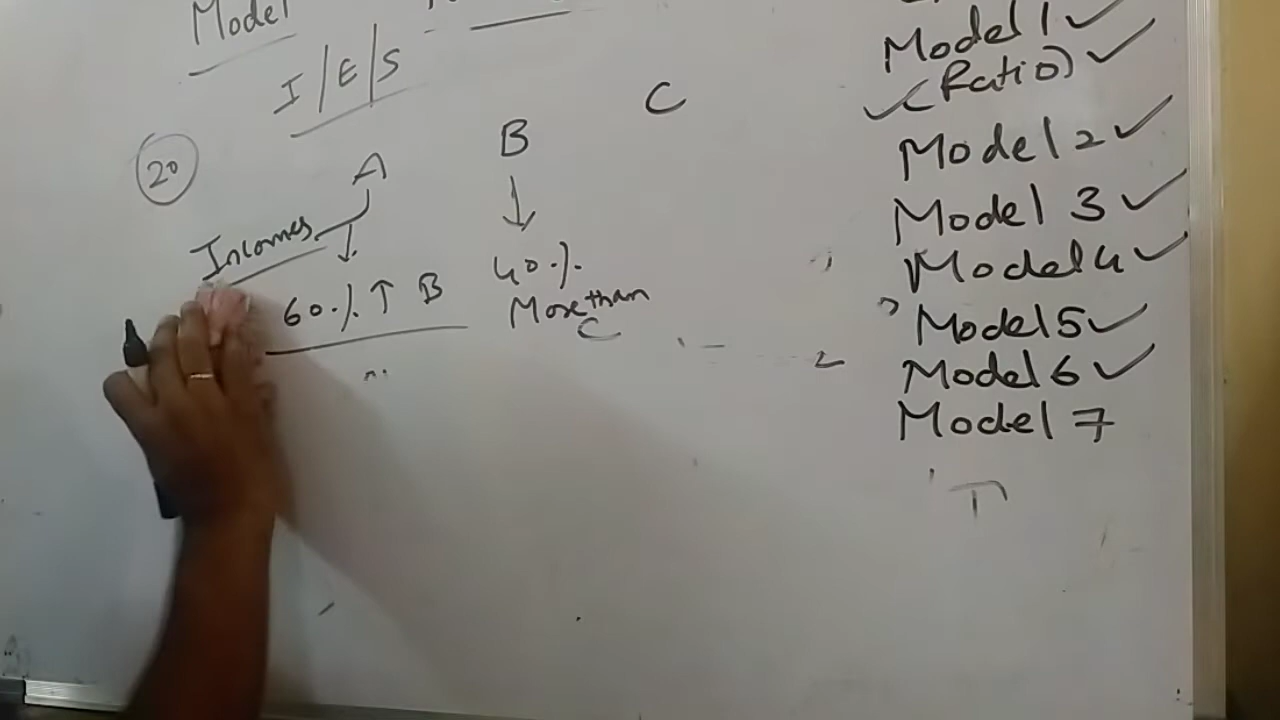 Model
I/E/S
20
A
B
C
Incomes
60% ↑ B
40%
More than
C
Model 1 ✓
✓ (Ratio) ✓
Model 2 ✓
Model 3 ✓
Model 4 ✓
Model 5 ✓
Model 6 ✓
Model 7